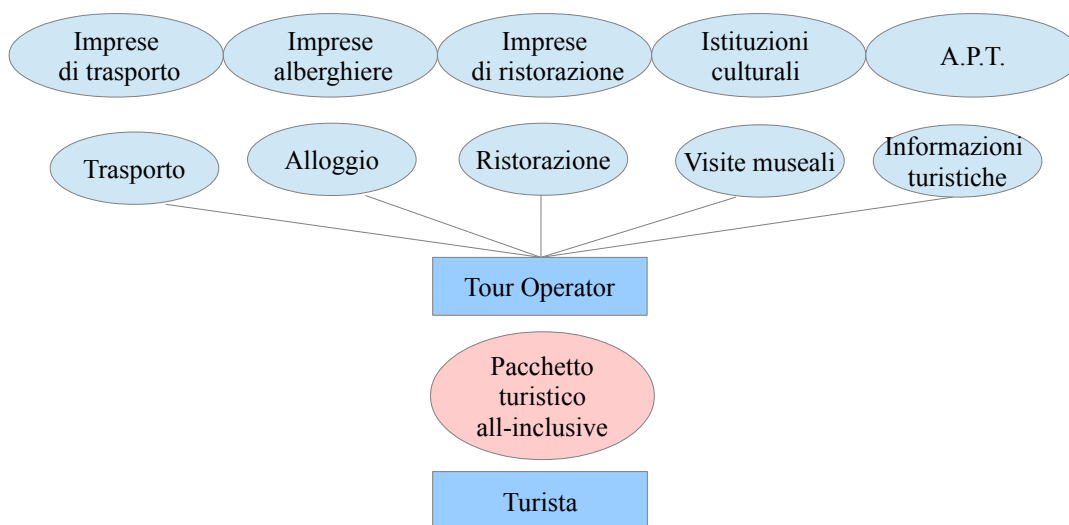 Imprese
di trasporto
Imprese
alberghiere
Imprese
di ristorazione
Istituzioni
culturali
A.P.T.
Trasporto
Alloggio
Ristorazione
Visite museali
Informazioni
turistiche
Tour Operator
Pacchetto
turistico
all-inclusive
Turista